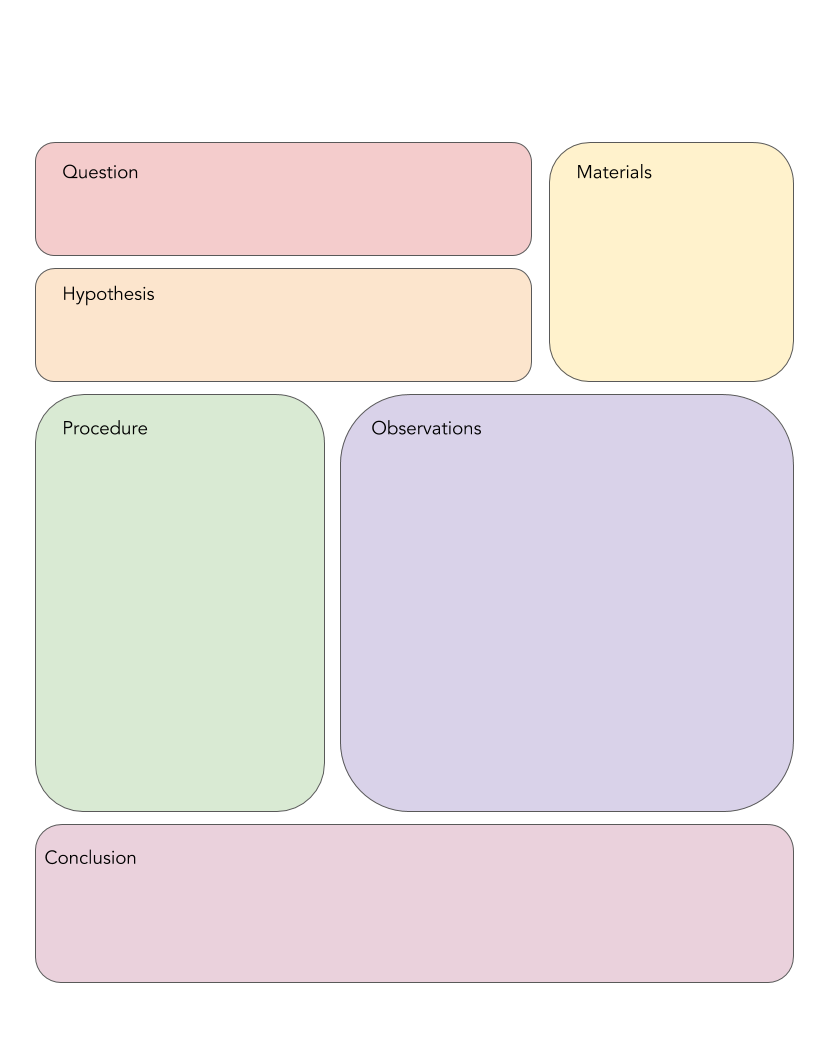 Question
Materials
Hypothesis
Procedure
Observations
Conclusion